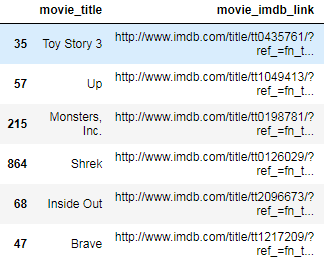 movie_title movie_imdb_link
35 Toy Story 3 http://www.imdb.com/title/tt0435761/?
ref_=fn_t...
57 Up http://www.imdb.com/title/tt1049413/?
ref_=fn_t...
215 Monsters, Inc. http://www.imdb.com/title/tt0198781/?
ref_=fn_t...
864 Shrek http://www.imdb.com/title/tt0126029/?
ref_=fn_t...
68 Inside Out http://www.imdb.com/title/tt2096673/?
ref_=fn_t...
47 Brave http://www.imdb.com/title/tt1217209/?
ref_=fn_t...